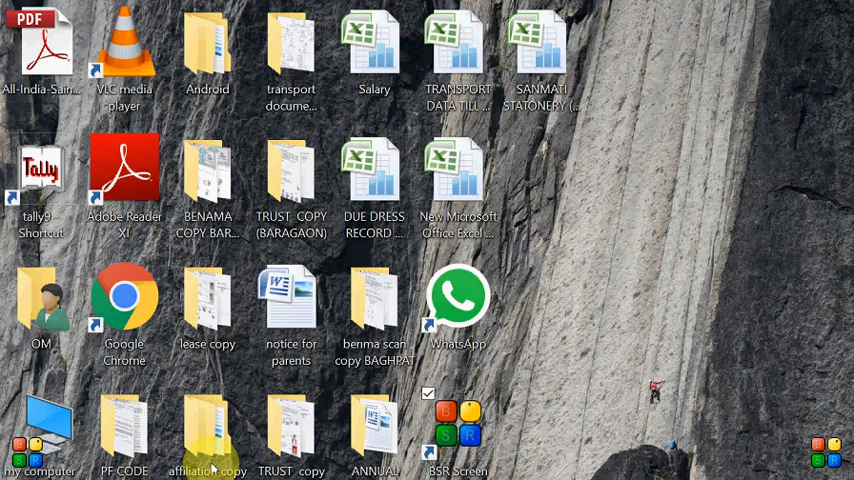 PDF
All-India-Sain...
VLC media
player
Android
transport
docume...
Salary
TRANSPORT
DATA TILL ...
SANMATI
STATONERY (...
Tally
tally9 -
Shortcut
Adobe Reader
XI
BENAMA
COPY BAR...
TRUST COPY
(BARAGAON)
DUE DRESS
RECORD ...
New Microsoft
Office Excel ...
OM
Google
Chrome
lease copy
notice for
parents
benma scan
copy BAGHPAT
WhatsApp
my computer
PF CODE
affiliation copy
TRUST copy
ANNUAL
BSR Screen
B
S R
B
S R
B
S R